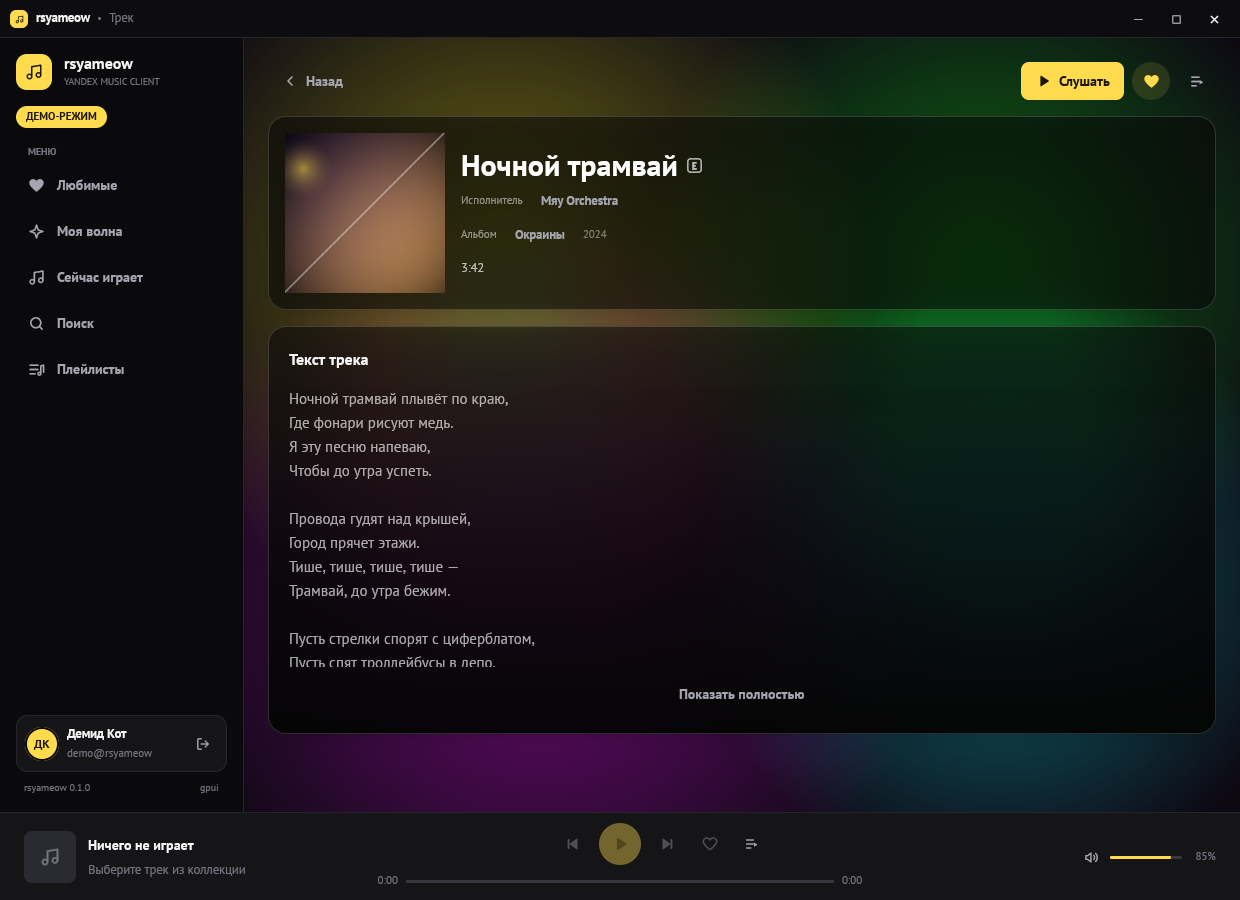 rsyameow • Трек
rsyameow
YANDEX MUSIC CLIENT
ДЕМО-РЕЖИМ
МЕНЮ
Любимые
Моя волна
Сейчас играет
Поиск
Плейлисты
ДК
Демид Кот
demo@rsyameow
rsyameow 0.1.0
gpui
Назад
Слушать
Ночной трамвай E
Исполнитель Мяу Orchestra
Альбом Окраины 2024
3:42
Текст трека
Ночной трамвай плывёт по краю,
Где фонари рисуют медь.
Я эту песню напеваю,
Чтобы до утра успеть.
Провода гудят над крышей,
Город прячет этажи.
Тише, тише, тише, тише —
Трамвай, до утра бежим.
Пусть стрелки спорят с циферблатом,
Пусть спят троллейбусы в депо.
Показать полностью
Ничего не играет
Выберите трек из коллекции
0:00
0:00
85%